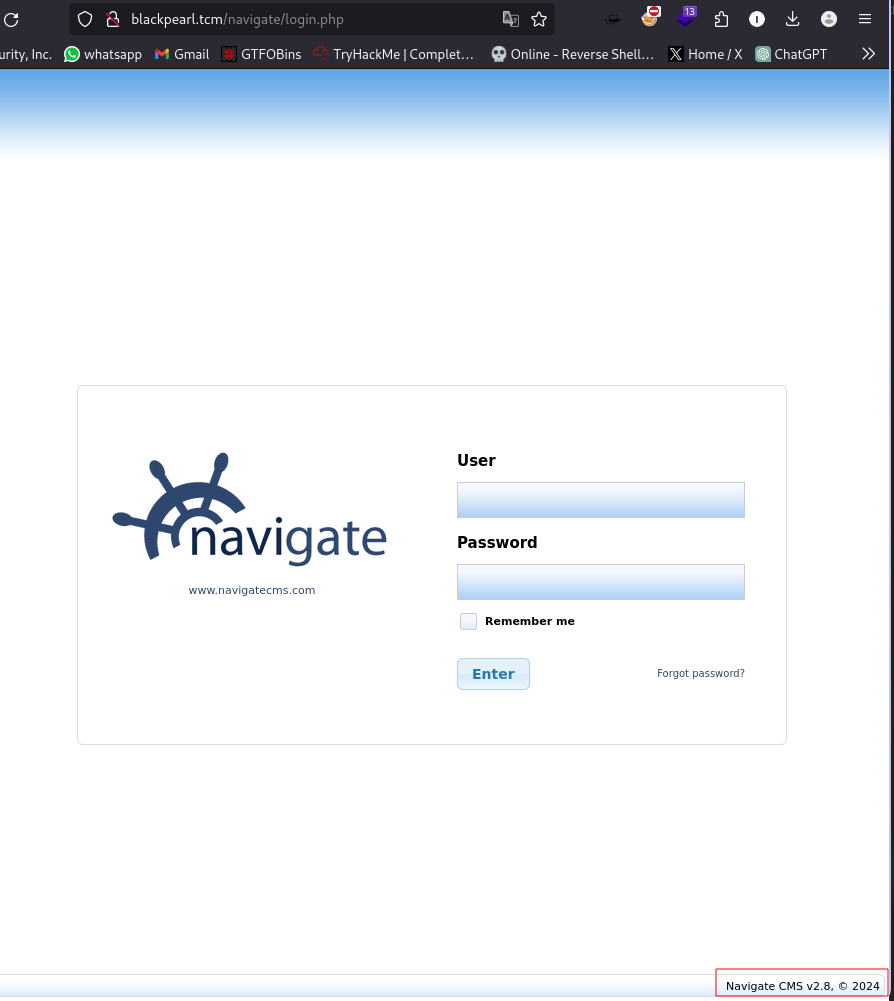 blackpearl.tcm/navigate/login.php
13
urity, Inc. whatsapp Gmail GTFOBins TryHackMe | Complet… Online - Reverse Shell… Home / X ChatGPT
navigate
www.navigatecms.com
User
Password
Remember me
Enter
Forgot password?
Navigate CMS v2.8, © 2024